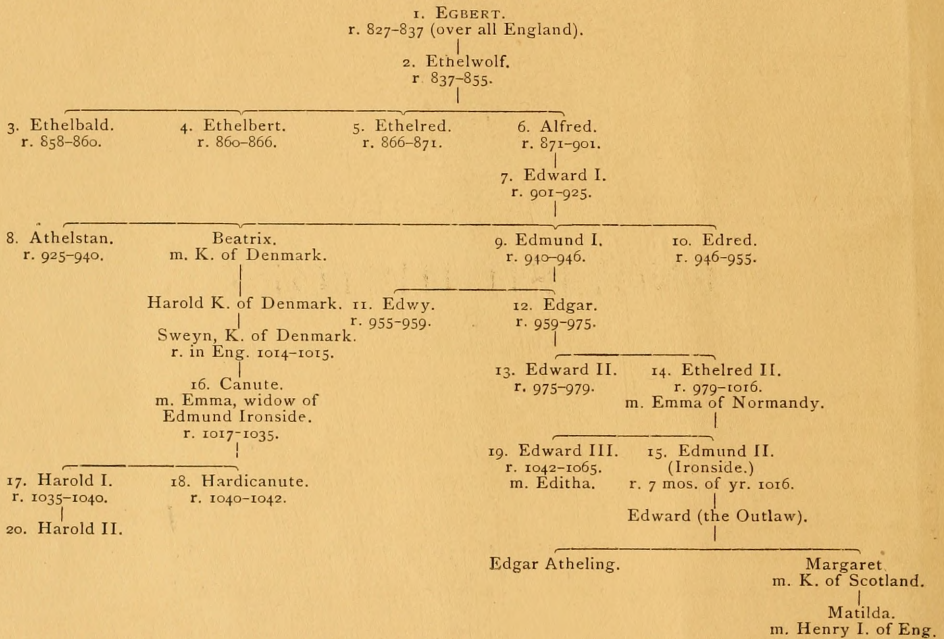 1. EGBERT.
r. 827-837 (over all England).
2. Ethelwolf.
r. 837-855.
3. Ethelbald.
r. 858-860.
4. Ethelbert.
r. 860-866.
5. Ethelred.
r. 866-871.
6. Alfred.
r. 871-901.
7. Edward I.
r. 901-925.
8. Athelstan.
r. 925-940.
Beatrix.
m. K. of Denmark.
9. Edmund I.
r. 940-946.
10. Edred.
r. 946-955.
Harold K. of Denmark.
11. Edwy.
r. 955-959.
12. Edgar.
r. 959-975.
Sweyn, K. of Denmark.
r. in Eng. 1014-1015.
13. Edward II.
r. 975-979.
14. Ethelred II.
r. 979-1016.
m. Emma of Normandy.
16. Canute.
m. Emma, widow of
Edmund Ironside.
r. 1017-1035.
19. Edward III.
r. 1042-1065.
m. Editha.
15. Edmund II.
(Ironside.)
r. 7 mos. of yr. 1016.
17. Harold I.
r. 1035-1040.
18. Hardicanute.
r. 1040-1042.
20. Harold II.
Edward (the Outlaw).
Edgar Atheling.
Margaret
m. K. of Scotland.
Matilda.
m. Henry I. of Eng.